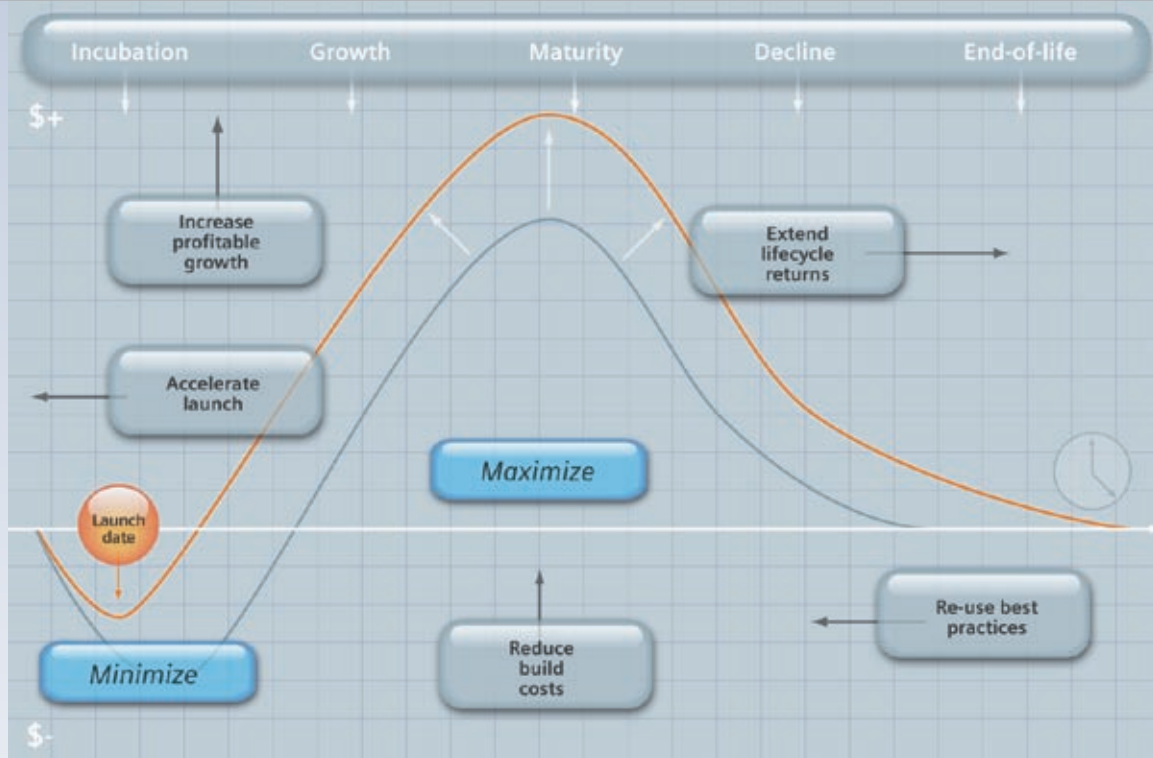 Incubation Growth Maturity Decline End-of-life
$+
Increase
profitable
growth
Extend
lifecycle
returns
Accelerate
launch
Maximize
Launch
date
Minimize
Reduce
build
costs
Re-use best
practices
$-